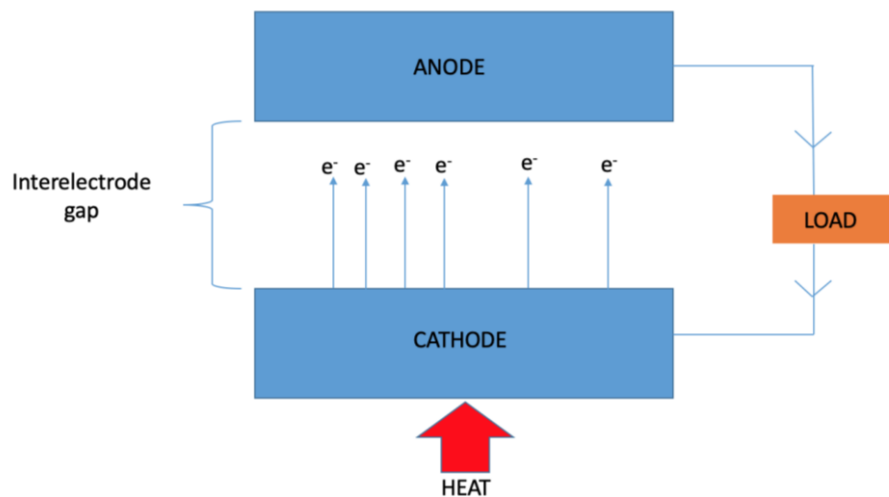 ANODE
e⁻ e⁻ e⁻ e⁻ e⁻ e⁻
Interelectrode
gap
LOAD
CATHODE
HEAT